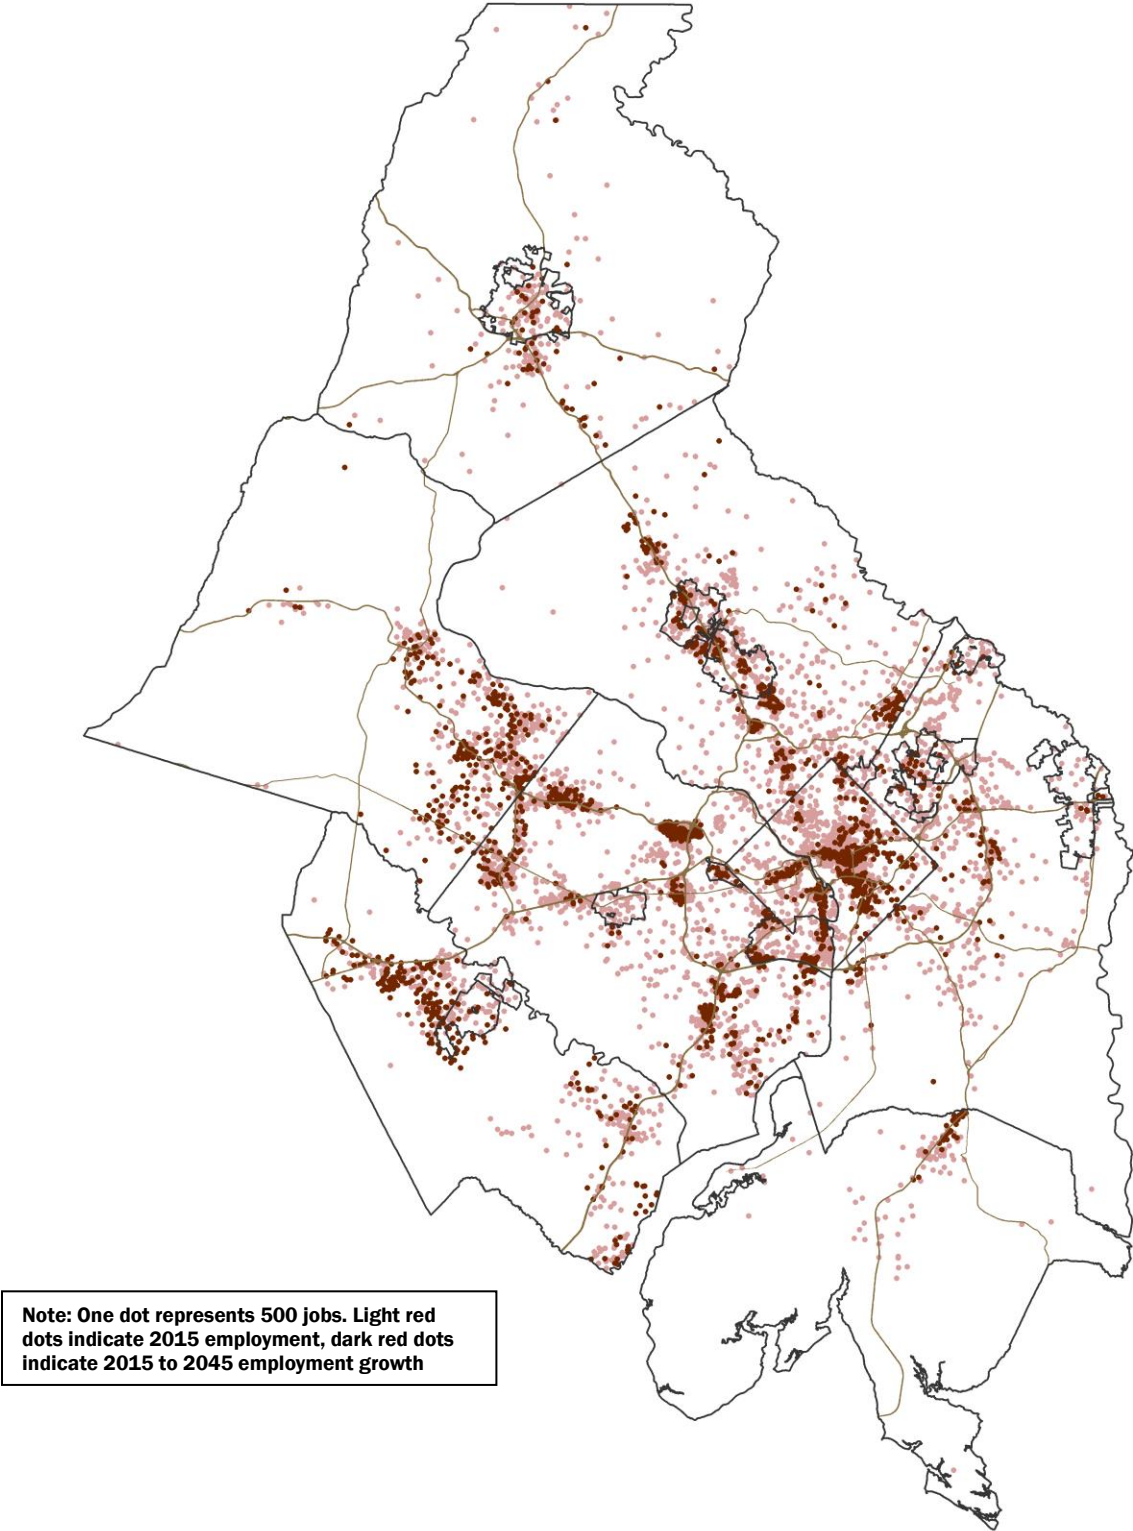 Note: One dot represents 500 jobs. Light red
dots indicate 2015 employment, dark red dots
indicate 2015 to 2045 employment growth